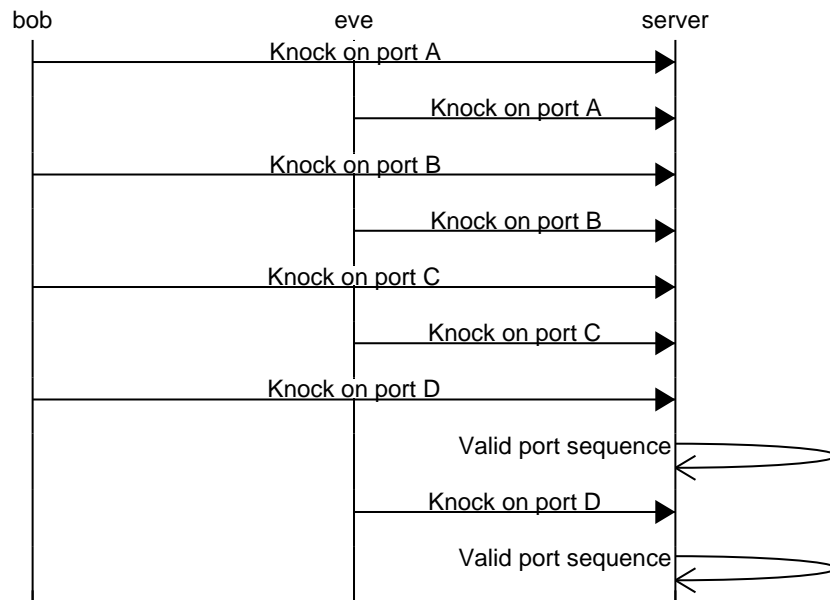 bob eve server
Knock on port A
Knock on port A
Knock on port B
Knock on port B
Knock on port C
Knock on port C
Knock on port D
Valid port sequence
Knock on port D
Valid port sequence